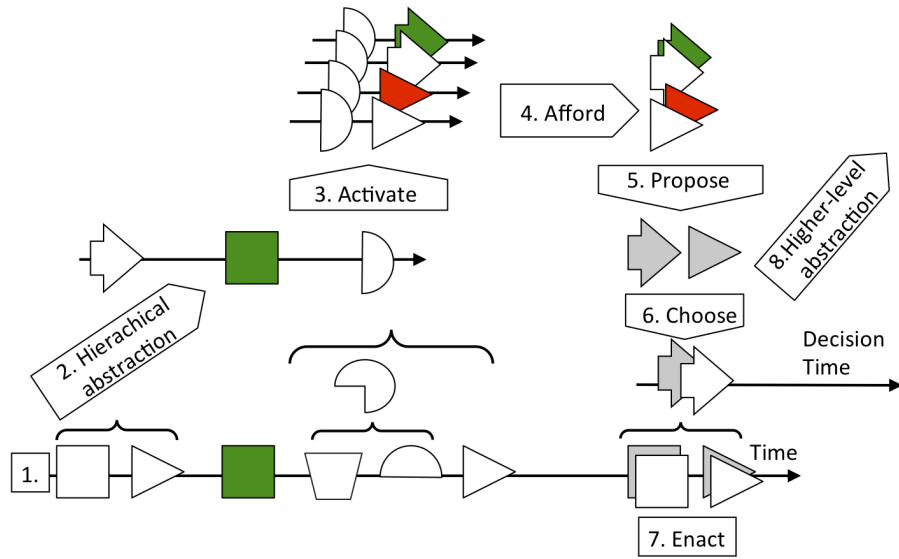 4. Afford
3. Activate
5. Propose
8.Higher-level
abstraction
2. Hierachical
abstraction
6. Choose
Decision
Time
1.
Time
7. Enact